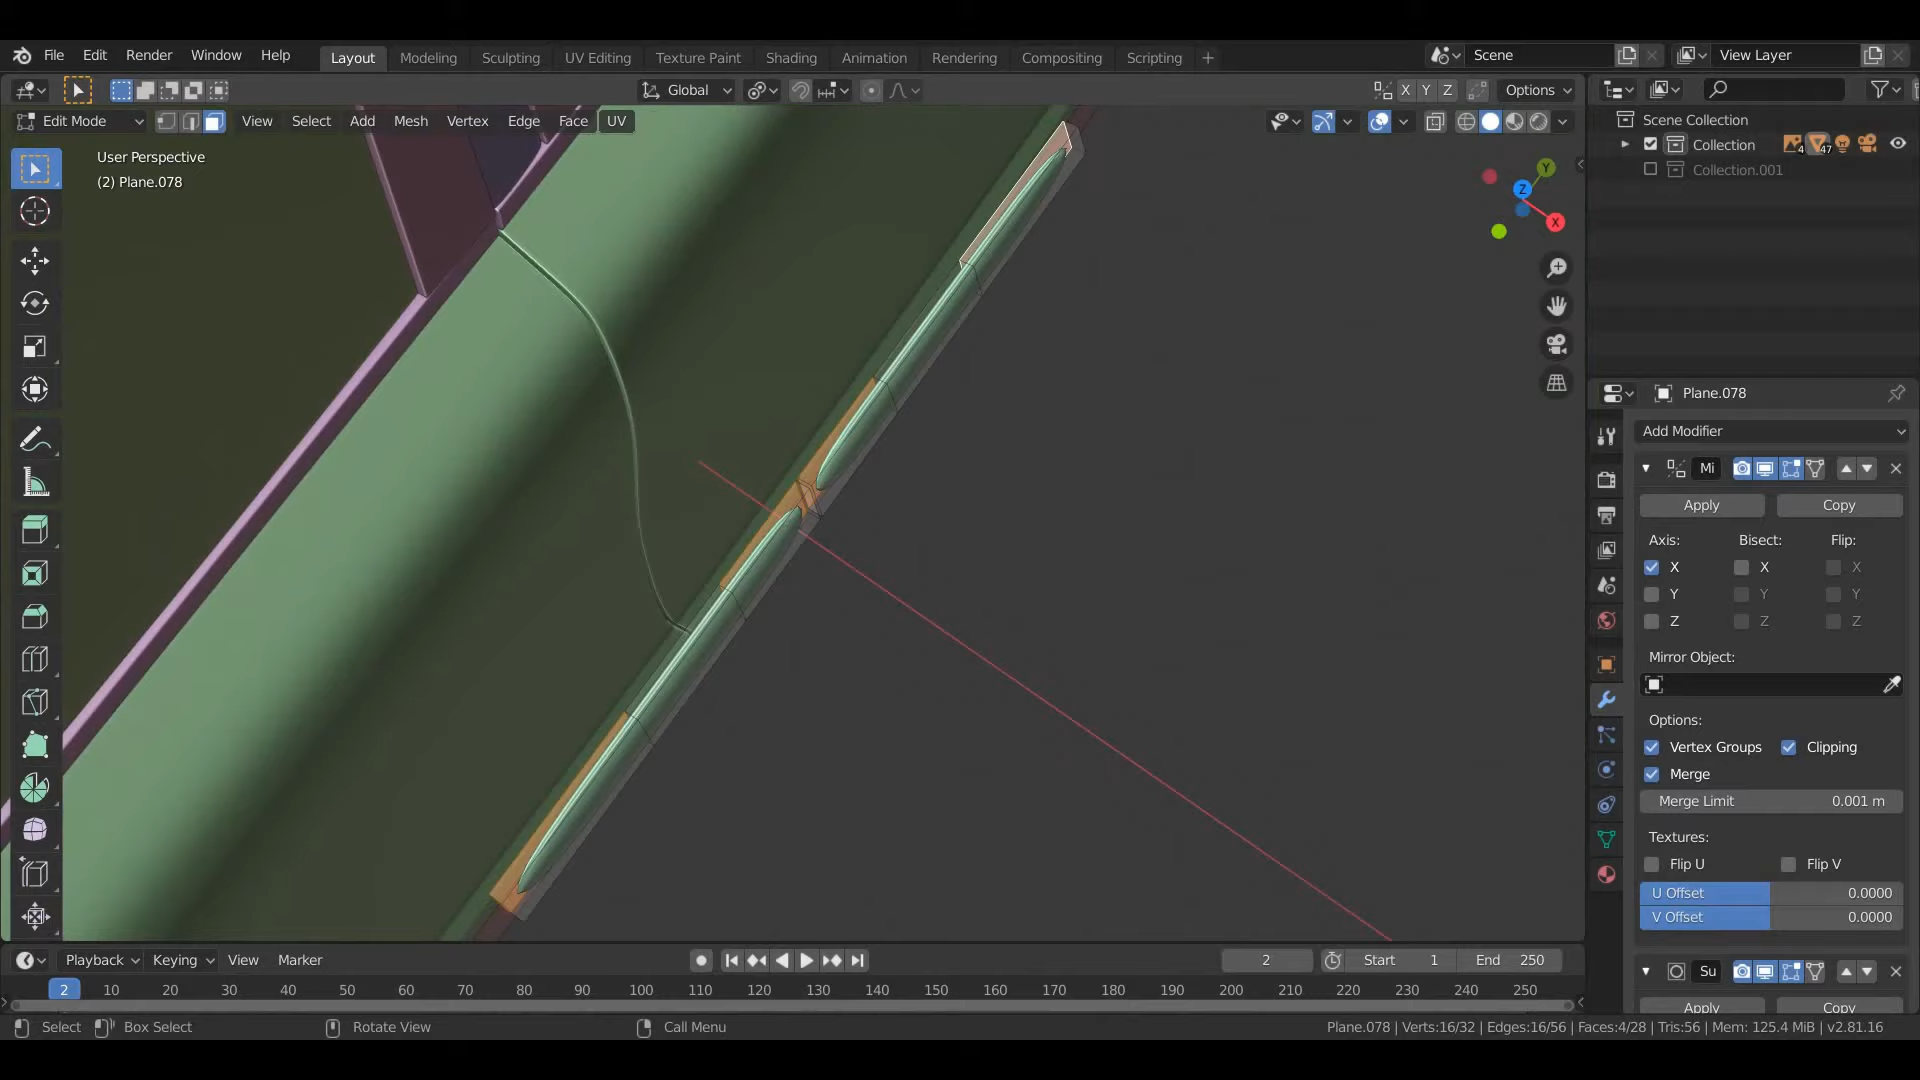 File Edit Render Window Help Layout Modeling Sculpting UV Editing Texture Paint Shading Animation Rendering Compositing Scripting + Scene View Layer
Global X Y Z Options
Edit Mode View Select Add Mesh Vertex Edge Face UV
User Perspective
(2) Plane.078
Y
Z
X
Scene Collection
Collection 4 47
Collection.001
Plane.078
Add Modifier
Mi
Apply Copy
Axis: Bisect: Flip:
X X X
Y Y Y
Z Z Z
Mirror Object:
Options:
Vertex Groups Clipping
Merge
Merge Limit 0.001 m
Textures:
Flip U Flip V
U Offset 0.0000
V Offset 0.0000
Su
Apply Copy
Playback Keying View Marker 2 Start 1 End 250
2 10 20 30 40 50 60 70 80 90 100 110 120 130 140 150 160 170 180 190 200 210 220 230 240 250
Select Box Select Rotate View Call Menu Plane.078 | Verts:16/32 | Edges:16/56 | Faces:4/28 | Tris:56 | Mem: 125.4 MiB | v2.81.16